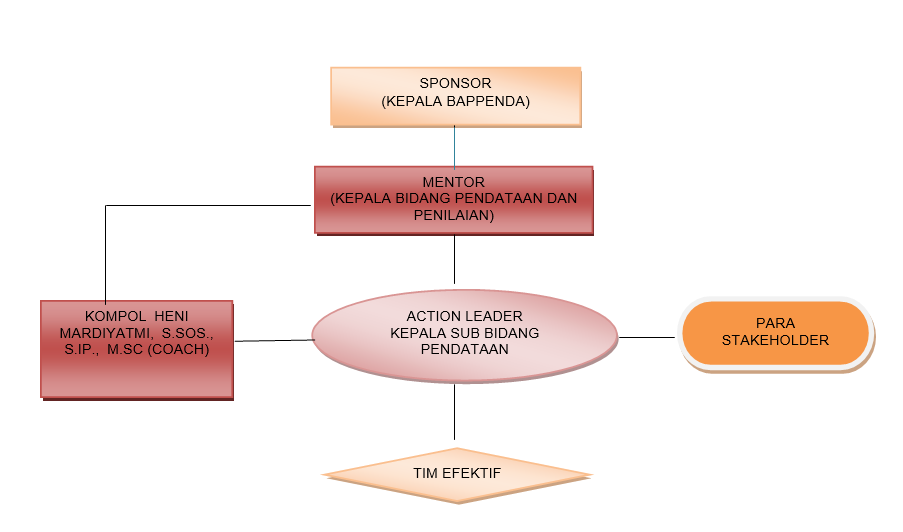 SPONSOR
(KEPALA BAPPENDA)
MENTOR
(KEPALA BIDANG PENDATAAN DAN
PENILAIAN)
KOMPOL HENI
MARDIYATMI, S.SOS.,
S.IP., M.SC (COACH)
ACTION LEADER
KEPALA SUB BIDANG
PENDATAAN
PARA
STAKEHOLDER
TIM EFEKTIF